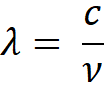 λ = c/ν